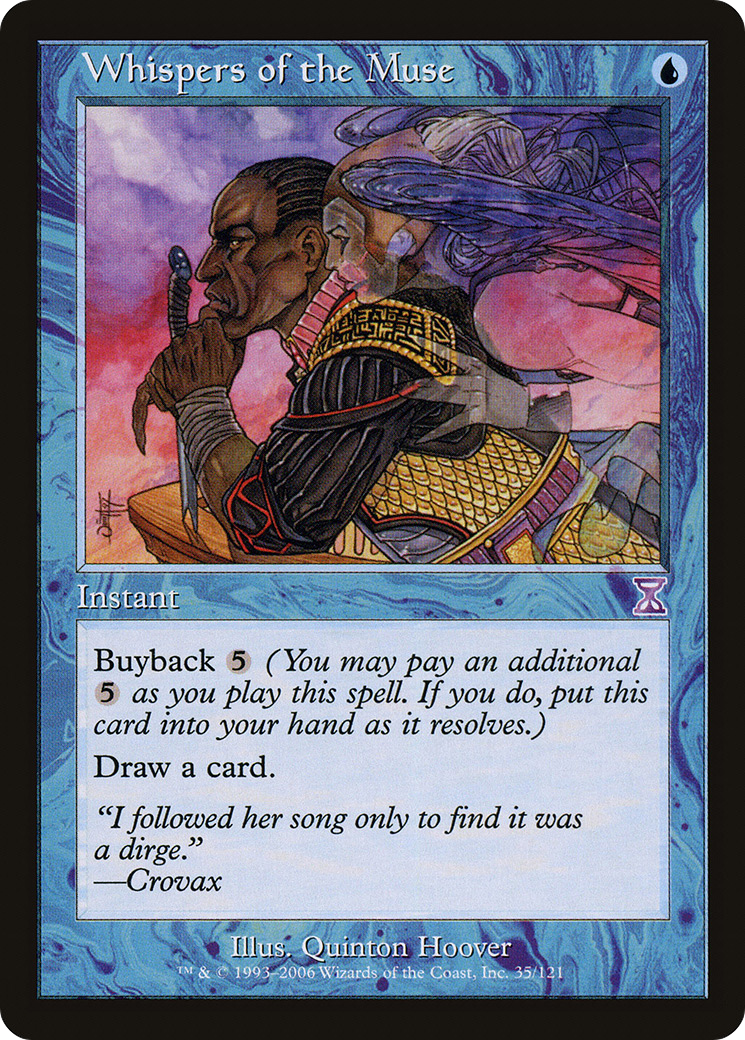 Whispers of the Muse
Instant
Buyback 5 (You may pay an additional
5 as you play this spell. If you do, put this
card into your hand as it resolves.)
Draw a card.
“I followed her song only to find it was
a dirge.”
—Crovax
Illus. Quinton Hoover
™ & © 1993–2006 Wizards of the Coast, Inc. 35/121